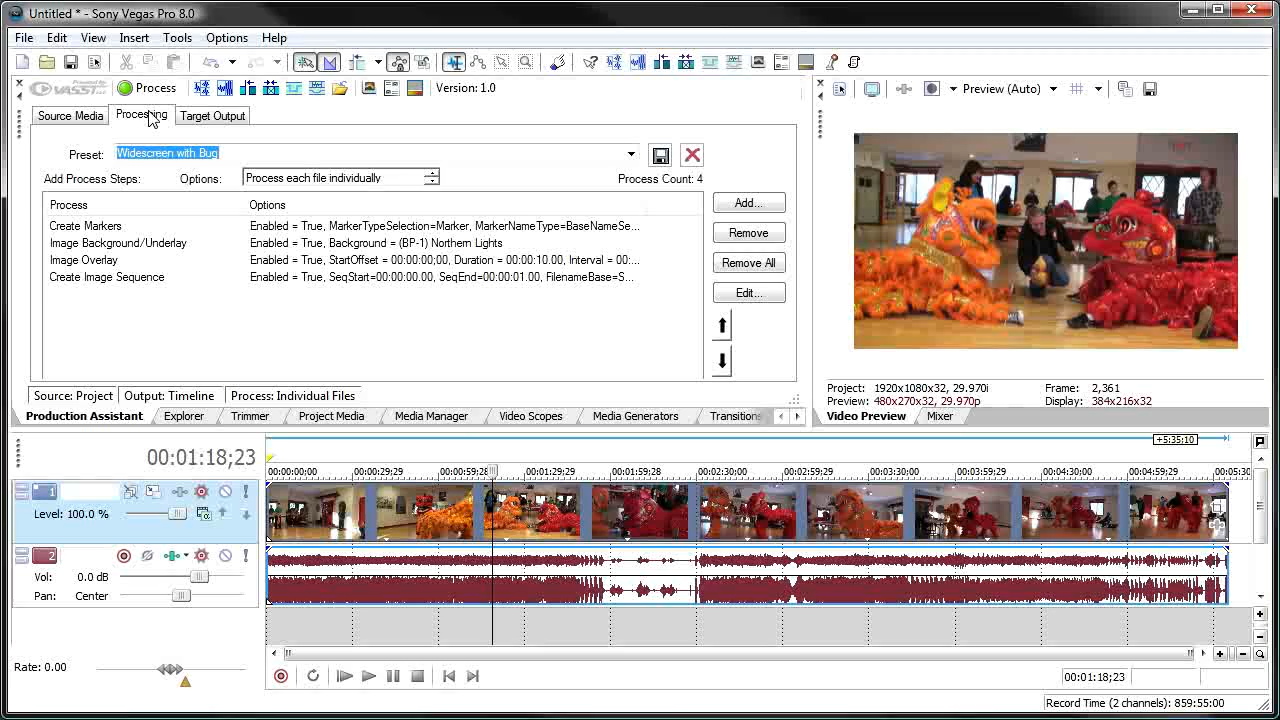 Untitled * - Sony Vegas Pro 8.0
File Edit View Insert Tools Options Help
Powered by VASST Process Version: 1.0 Preview (Auto)
Source Media Processing Target Output
Preset: Widescreen with Bug
Add Process Steps: Options: Process each file individually Process Count: 4
Process Options Add...
Create Markers Enabled = True, MarkerTypeSelection=Marker, MarkerNameType=BaseNameSe...
Image Background/Underlay Enabled = True, Background = (BP-1) Northern Lights Remove
Image Overlay Enabled = True, StartOffset = 00:00:00;00, Duration = 00:00:10.00, Interval = 00:... Remove All
Create Image Sequence Enabled = True, SeqStart=00:00:00.00, SeqEnd=00:00:01.00, FilenameBase=S...
Edit...
Source: Project Output: Timeline Process: Individual Files
Project: 1920x1080x32, 29.970i Frame: 2,361
Preview: 480x270x32, 29.970p Display: 384x216x32
Production Assistant Explorer Trimmer Project Media Media Manager Video Scopes Media Generators Transitions Video Preview Mixer
+5:35;10
00:01:18;23
00:00:00;00 00:00:29;29 00:00:59;28 00:01:29;29 00:01:59;28 00:02:30;00 00:02:59;29 00:03:30;00 00:03:59;29 00:04:30;00 00:04:59;29 00:05:30
1
Level: 100.0 %
2
Vol: 0.0 dB
Pan: Center
Rate: 0.00
00:01:18;23
Record Time (2 channels): 859:55:00